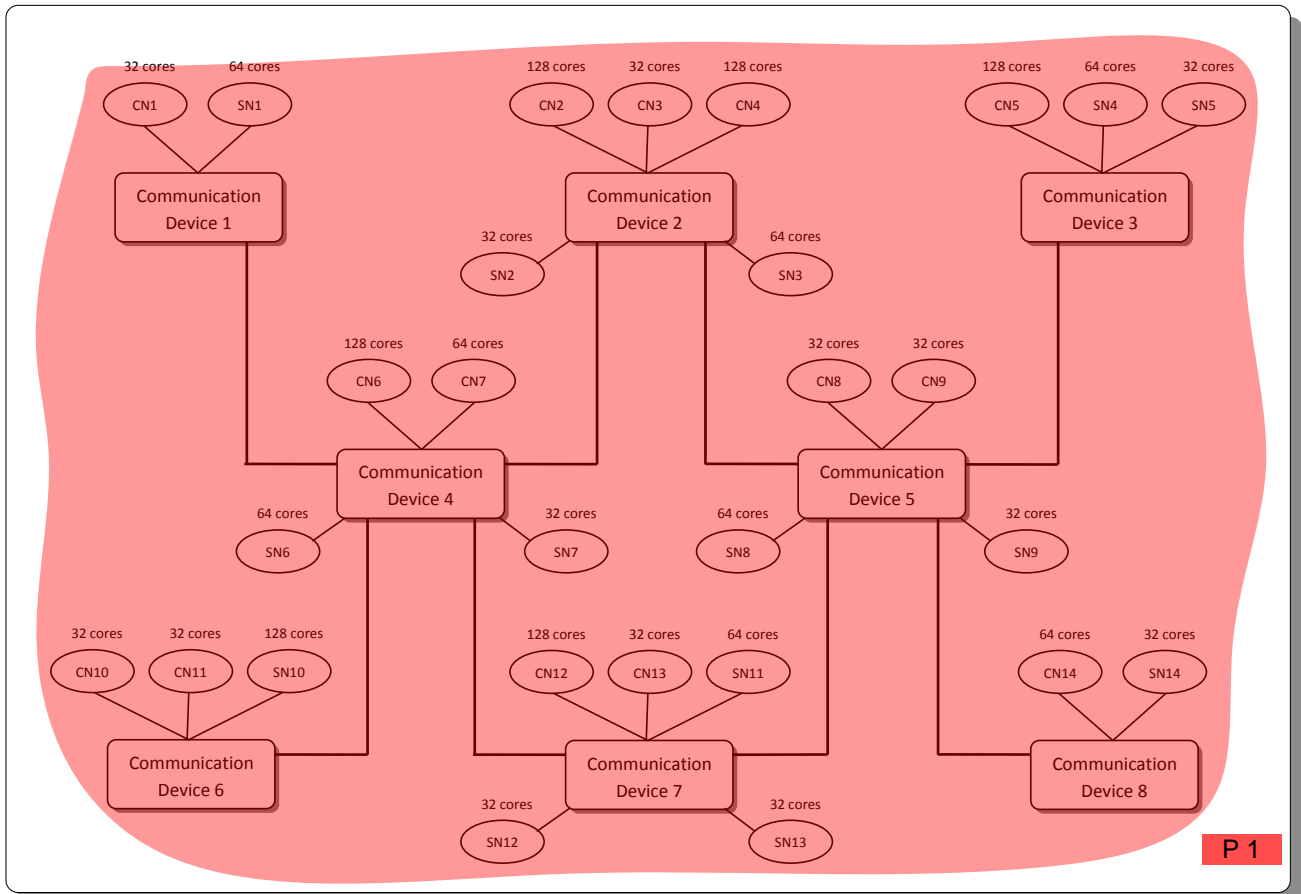 32 cores
64 cores
128 cores
32 cores
128 cores
128 cores
64 cores
32 cores
CN1
SN1
CN2
CN3
CN4
CN5
SN4
SN5
Communication
Device 1
Communication
Device 2
Communication
Device 3
32 cores
64 cores
SN2
SN3
128 cores
64 cores
32 cores
32 cores
CN6
CN7
CN8
CN9
Communication
Device 4
Communication
Device 5
64 cores
32 cores
64 cores
32 cores
SN6
SN7
SN8
SN9
32 cores
32 cores
128 cores
128 cores
32 cores
64 cores
64 cores
32 cores
CN10
CN11
SN10
CN12
CN13
SN11
CN14
SN14
Communication
Device 6
Communication
Device 7
Communication
Device 8
32 cores
32 cores
SN12
SN13
P 1